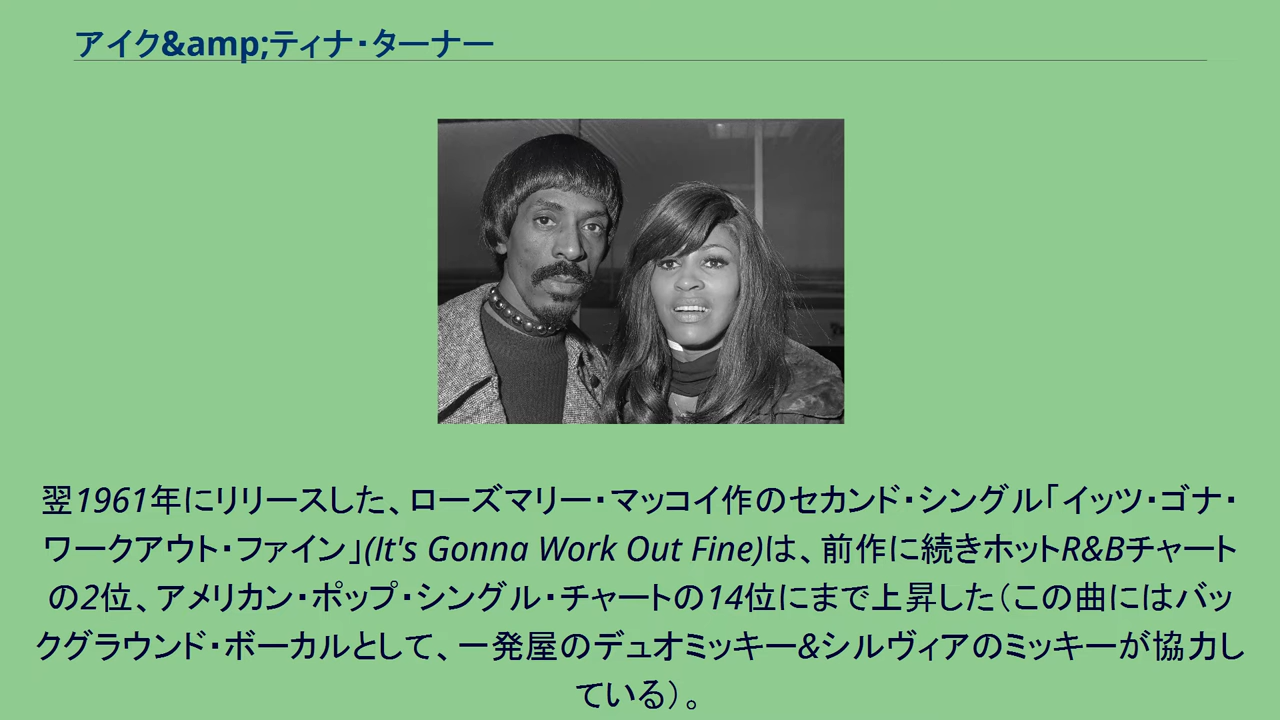 アイク&amp;ティナ・ターナー
翌1961年にリリースした、ローズマリー・マッコイ作のセカンド・シングル「イッツ・ゴナ・
ワークアウト・ファイン」(It's Gonna Work Out Fine)は、前作に続きホットR&Bチャート
の2位、アメリカン・ポップ・シングル・チャートの14位にまで上昇した（この曲にはバッ
クグラウンド・ボーカルとして、一発屋のデュオミッキー&シルヴィアのミッキーが協力し
ている）。